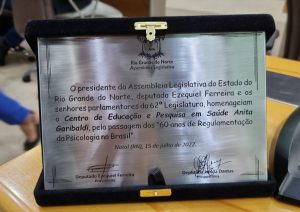 Rio Grande do Norte
Assembleia Legislativa
O presidente da Assembleia Legislativa do Estado do
Rio Grande do Norte, deputado Ezequiel Ferreira e os
senhores parlamentares da 62ª Legislatura, homenageiam
o Centro de Educação e Pesquisa em Saúde Anita
Garibaldi, pela passagem dos "60 anos de Regulamentação
da Psicologia no Brasil".
Natal (RN), 15 de julho de 2022.
Deputado Ezequiel Ferreira
Presidente
Dantas